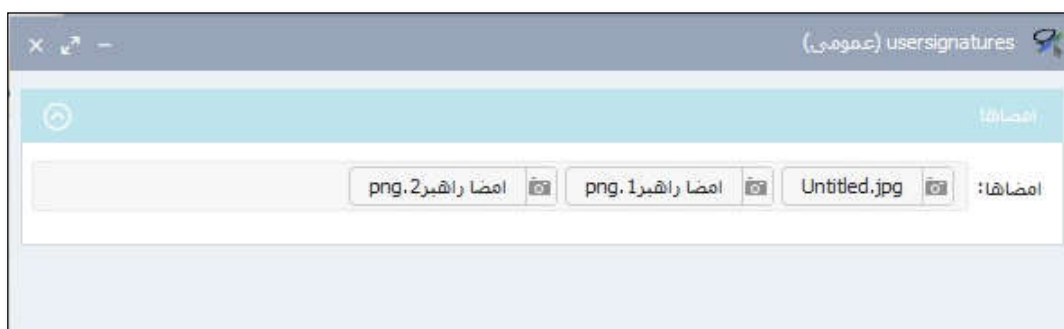 usersignatures (عمومی)
امضاها
امضاها: Untitled.jpg امضا راهبر1.png امضا راهبر2.png